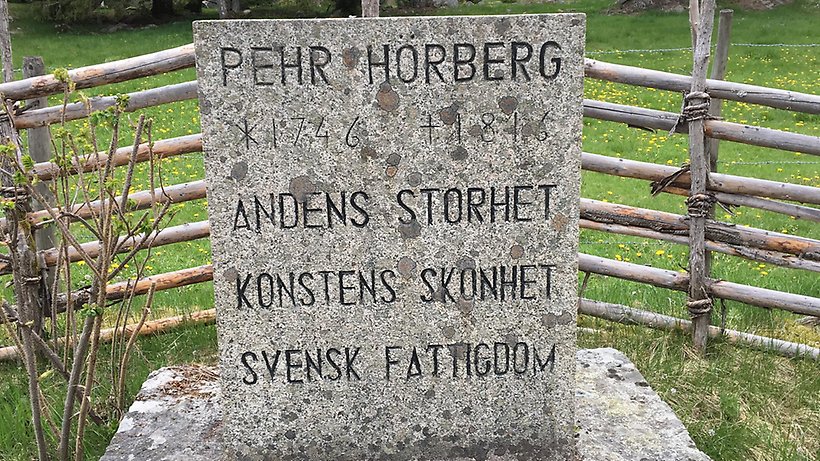 PEHR HÖRBERG
*1746 †1816
ANDENS STORHET
KONSTENS SKÖNHET
SVENSK FATTIGDOM